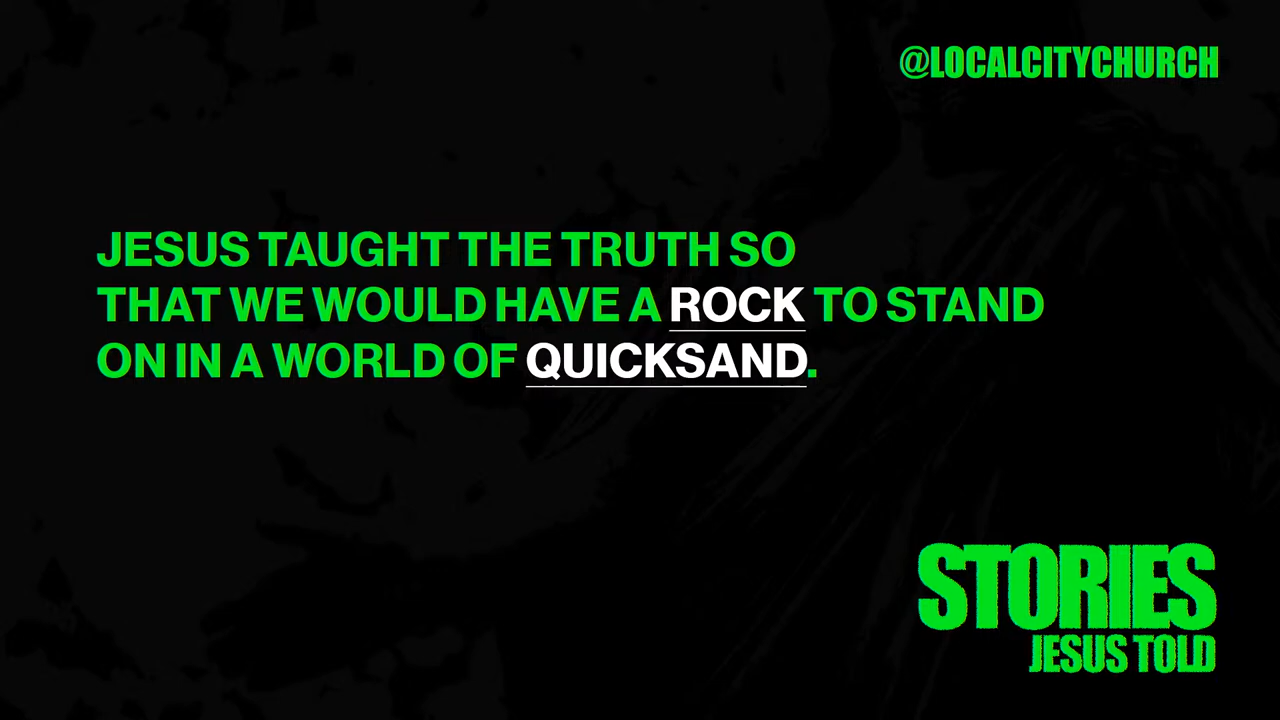 @LOCALCITYCHURCH
JESUS TAUGHT THE TRUTH SO
THAT WE WOULD HAVE A ROCK TO STAND
ON IN A WORLD OF QUICKSAND.
STORIES
JESUS TOLD